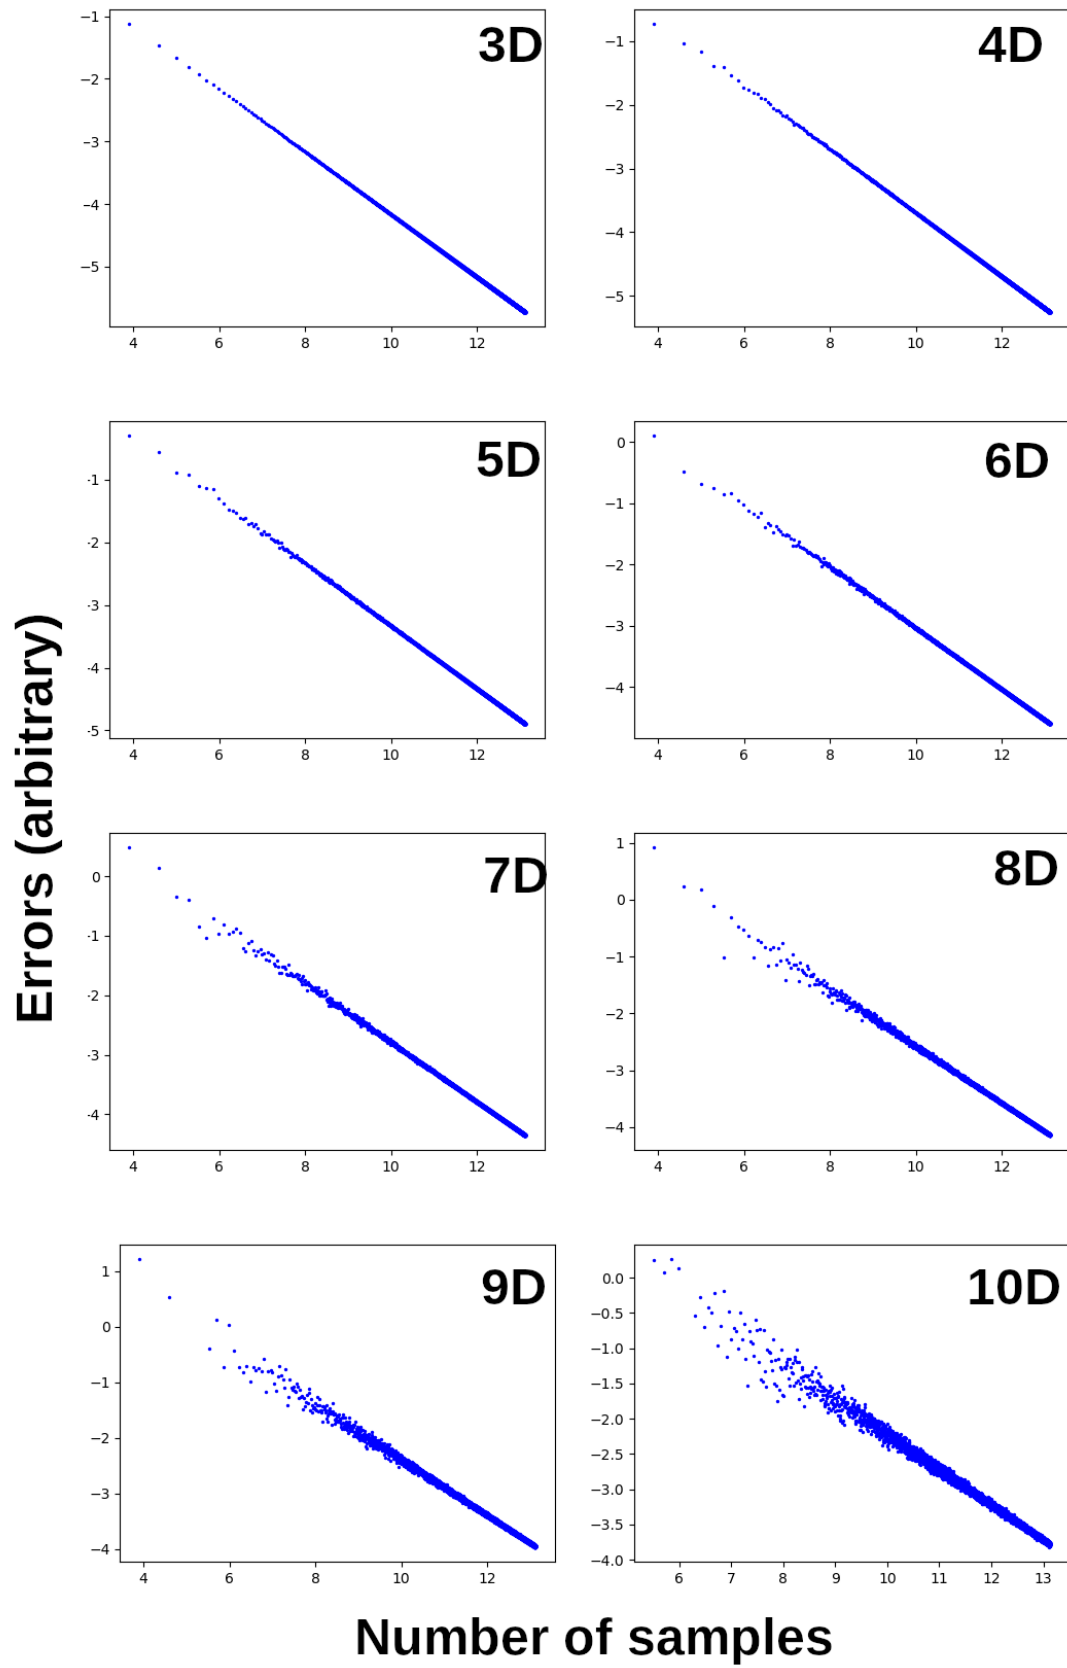 3D
−1
−2
−3
−4
−5
4 6 8 10 12
4D
−1
−2
−3
−4
−5
4 6 8 10 12
5D
-1
-2
-3
-4
-5
4 6 8 10 12
6D
0
−1
−2
−3
−4
4 6 8 10 12
7D
0
-1
-2
-3
-4
4 6 8 10 12
8D
1
0
−1
−2
−3
−4
4 6 8 10 12
9D
1
0
−1
−2
−3
−4
4 6 8 10 12
10D
0.0
−0.5
−1.0
−1.5
−2.0
−2.5
−3.0
−3.5
−4.0
6 7 8 9 10 11 12 13
Errors (arbitrary)
Number of samples